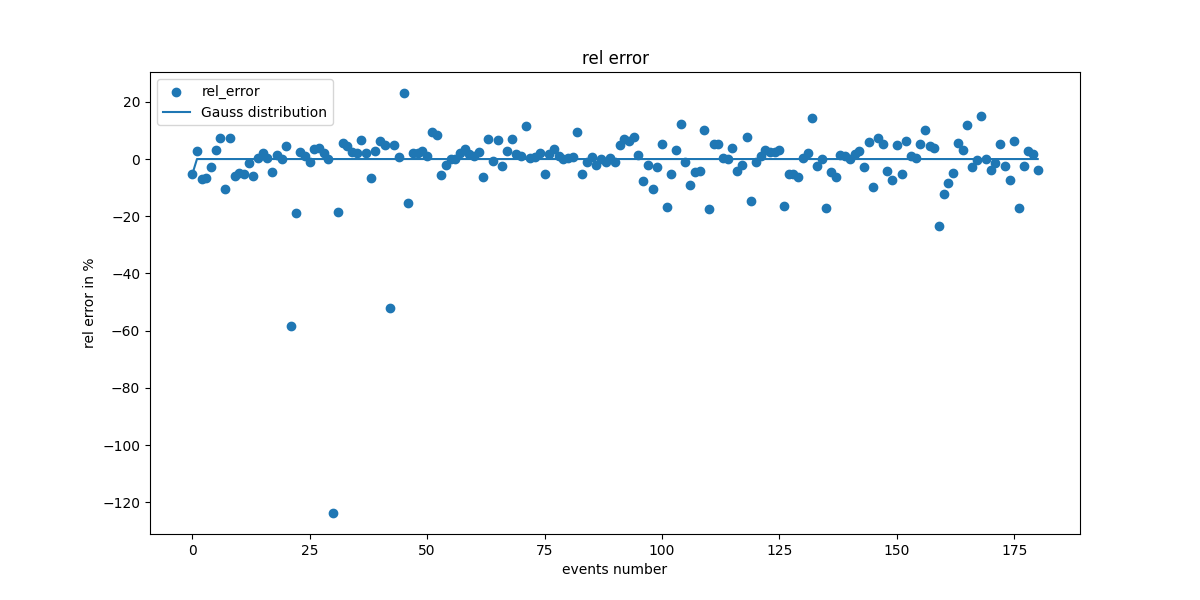 rel error
rel_error
Gauss distribution
20
0
−20
−40
−60
−80
−100
−120
rel error in %
0 25 50 75 100 125 150 175
events number